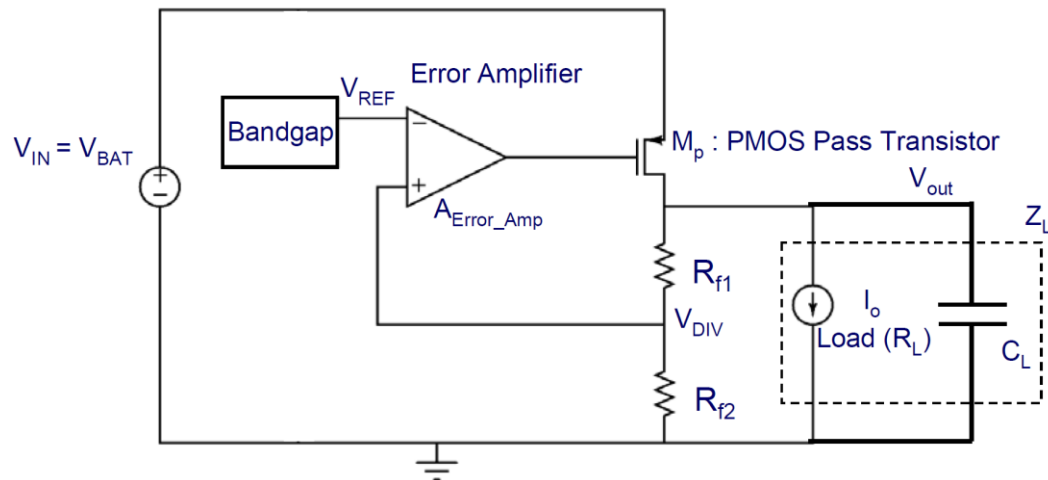 Error Amplifier
V_REF
Bandgap
−
V_IN = V_BAT
M_p : PMOS Pass Transistor
+
−
+
A_Error_Amp
V_out
Z_L
R_f1
I_o
V_DIV
Load (R_L)
C_L
R_f2